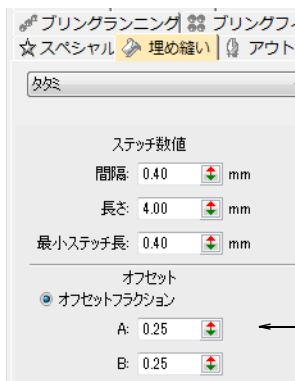 ブリングランニング ブリングフィ
スペシャル 埋め縫い アウト
タタミ
ステッチ数値
間隔: 0.40 mm
長さ: 4.00 mm
最小ステッチ長: 0.40 mm
オフセット
オフセットフラクション
A: 0.25
B: 0.25